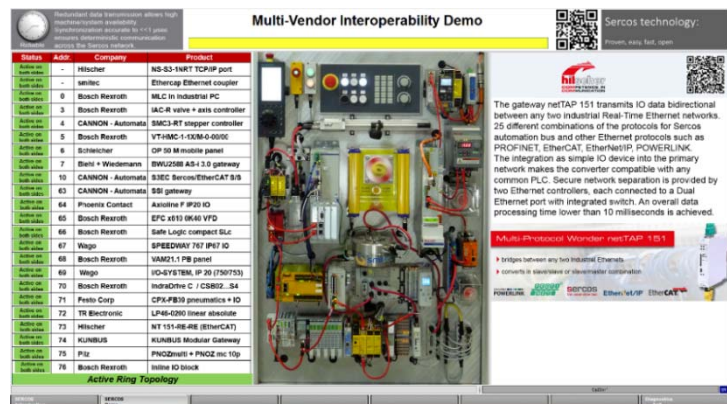 Redundant data transmission allows high
machine/system availability.
Synchronization accurate to <<1 µsec
ensures deterministic communication
across the Sercos network.
Reliable
Multi-Vendor Interoperability Demo
Sercos technology:
Proven, easy, fast, open
Status Addr. Company Product
Active on both sides - Hilscher NS-S3-1NRT TCP/IP port
Active on both sides - smitec Ethercap Ethernet coupler
Active on both sides 0 Bosch Rexroth MLC in industrial PC
Active on both sides 3 Bosch Rexroth IAC-R valve + axis controller
Active on both sides 4 CANNON - Automata SMC3-RT stepper controller
Active on both sides 5 Bosch Rexroth VT-HMC-1-1X/M-0-00/00
Active on both sides 6 Schleicher OP 50 M mobile panel
Active on both sides 7 Biehl + Wiedemann BWU2588 AS-i 3.0 gateway
Active on both sides 10 CANNON - Automata S3EC Sercos/EtherCAT S/S
Active on both sides 63 CANNON - Automata SSI gateway
Active on both sides 64 Phoenix Contact Axioline F IP20 IO
Active on both sides 65 Bosch Rexroth EFC x610 0K40 VFD
Active on both sides 66 Bosch Rexroth Safe Logic compact SLc
Active on both sides 67 Wago SPEEDWAY 767 IP67 IO
Active on both sides 68 Bosch Rexroth VAM21.1 PB panel
Active on both sides 69 Wago I/O-SYSTEM, IP 20 (750/753)
Active on both sides 70 Bosch Rexroth IndraDrive C / CSB02...S4
Active on both sides 71 Festo Corp CPX-FB39 pneumatics + IO
Active on both sides 72 TR Electronic LP46-0200 linear absolute
Active on both sides 73 Hilscher NT 151-RE-RE (EtherCAT)
Active on both sides 74 KUNBUS KUNBUS Modular Gateway
Active on both sides 75 Pilz PNOZmulti + PNOZ mc 10p
Active on both sides 76 Bosch Rexroth Inline IO block
Active Ring Topology
hilscher
COMPETENCE IN
COMMUNICATION
The gateway netTAP 151 transmits IO data bidirectional
between any two industrial Real-Time Ethernet networks.
25 different combinations of the protocols for Sercos
automation bus and other Ethernet protocols such as
PROFINET, EtherCAT, EtherNet/IP, POWERLINK.
The integration as simple IO device into the primary
network makes the converter compatible with any
common PLC. Secure network separation is provided by
two Ethernet controllers, each connected to a Dual
Ethernet port with integrated switch. An overall data
processing time lower than 10 milliseconds is achieved.
Multi-Protocol Wonder netTAP 151
bridges between any two Industrial Ethernets
converts in slave/slave or slave/master combination
POWERLINK sercos EtherNet/IP EtherCAT
SERCOS
SERCOS
Diagnostics